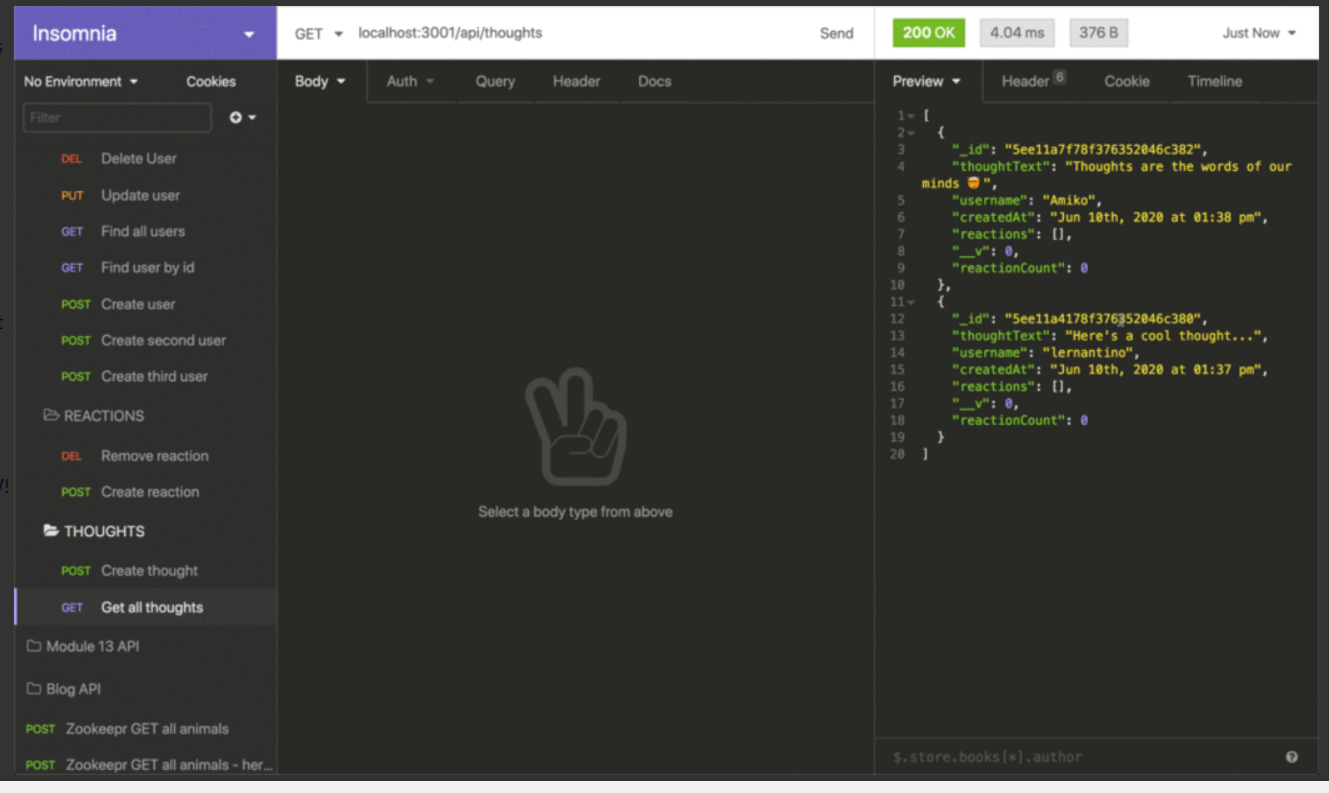 Insomnia
GET localhost:3001/api/thoughts Send
200 OK 4.04 ms 376 B Just Now
No Environment Cookies
Body Auth Query Header Docs
Preview Header 6 Cookie Timeline
Filter
DEL Delete User
PUT Update user
GET Find all users
GET Find user by id
POST Create user
POST Create second user
POST Create third user
REACTIONS
DEL Remove reaction
POST Create reaction
THOUGHTS
POST Create thought
GET Get all thoughts
Module 13 API
Blog API
POST Zookeepr GET all animals
POST Zookeepr GET all animals - her...
Select a body type from above
1 [
2 {
3 "_id": "5ee11a7f78f376352046c382",
4 "thoughtText": "Thoughts are the words of our
minds 🤯",
5 "username": "Amiko",
6 "createdAt": "Jun 10th, 2020 at 01:38 pm",
7 "reactions": [],
8 "__v": 0,
9 "reactionCount": 0
10 },
11 {
12 "_id": "5ee11a4178f376352046c380",
13 "thoughtText": "Here's a cool thought...",
14 "username": "lernantino",
15 "createdAt": "Jun 10th, 2020 at 01:37 pm",
16 "reactions": [],
17 "__v": 0,
18 "reactionCount": 0
19 }
20 ]
$.store.books[*].author